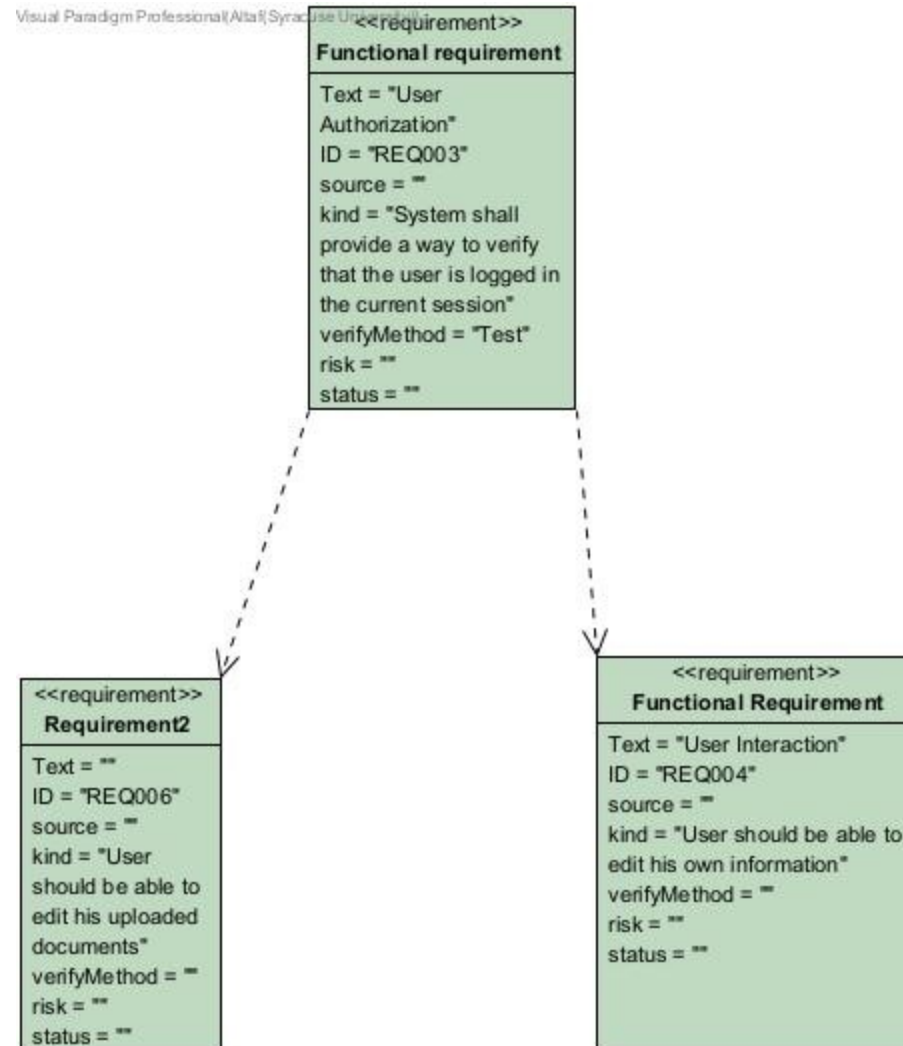 Visual Paradigm Professional(Altaf(Syracuse
<<requirement>>
Functional requirement
Text = "User
Authorization"
ID = "REQ003"
source = ""
kind = "System shall
provide a way to verify
that the user is logged in
the current session"
verifyMethod = "Test"
risk = ""
status = ""
<<requirement>>
Requirement2
Text = ""
ID = "REQ006"
source = ""
kind = "User
should be able to
edit his uploaded
documents"
verifyMethod = ""
risk = ""
status = ""
<<requirement>>
Functional Requirement
Text = "User Interaction"
ID = "REQ004"
source = ""
kind = "User should be able to
edit his own information"
verifyMethod = ""
risk = ""
status = ""